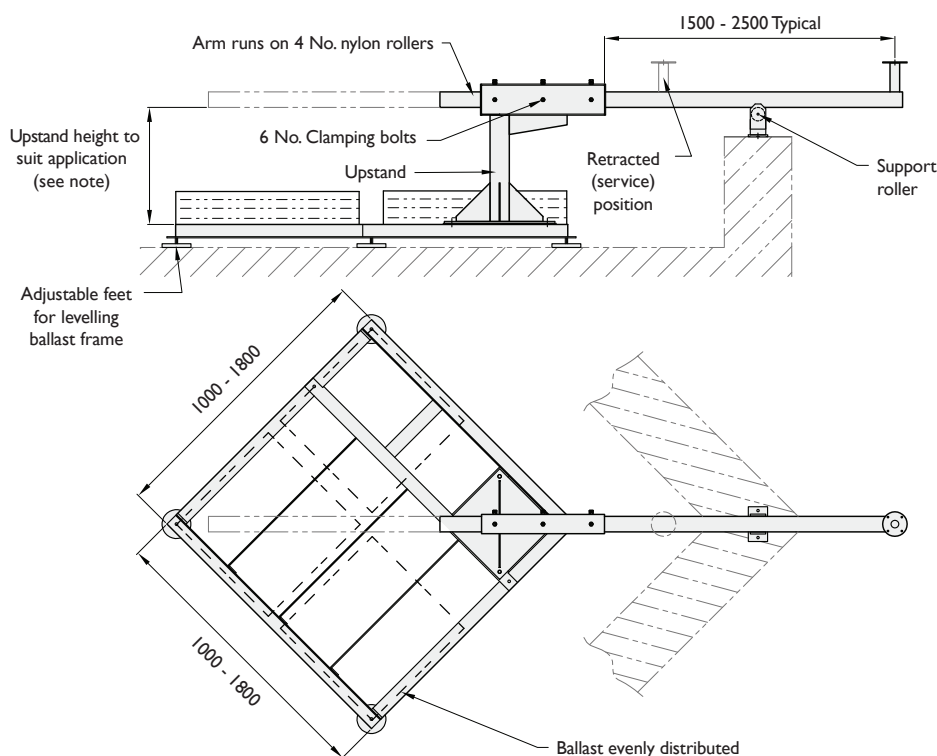 1500 - 2500 Typical
Arm runs on 4 No. nylon rollers
Upstand height to
suit application
(see note)
6 No. Clamping bolts
Upstand
Retracted
(service)
position
Support
roller
Adjustable feet
for levelling
ballast frame
1000 - 1800
1000 - 1800
Ballast evenly distributed